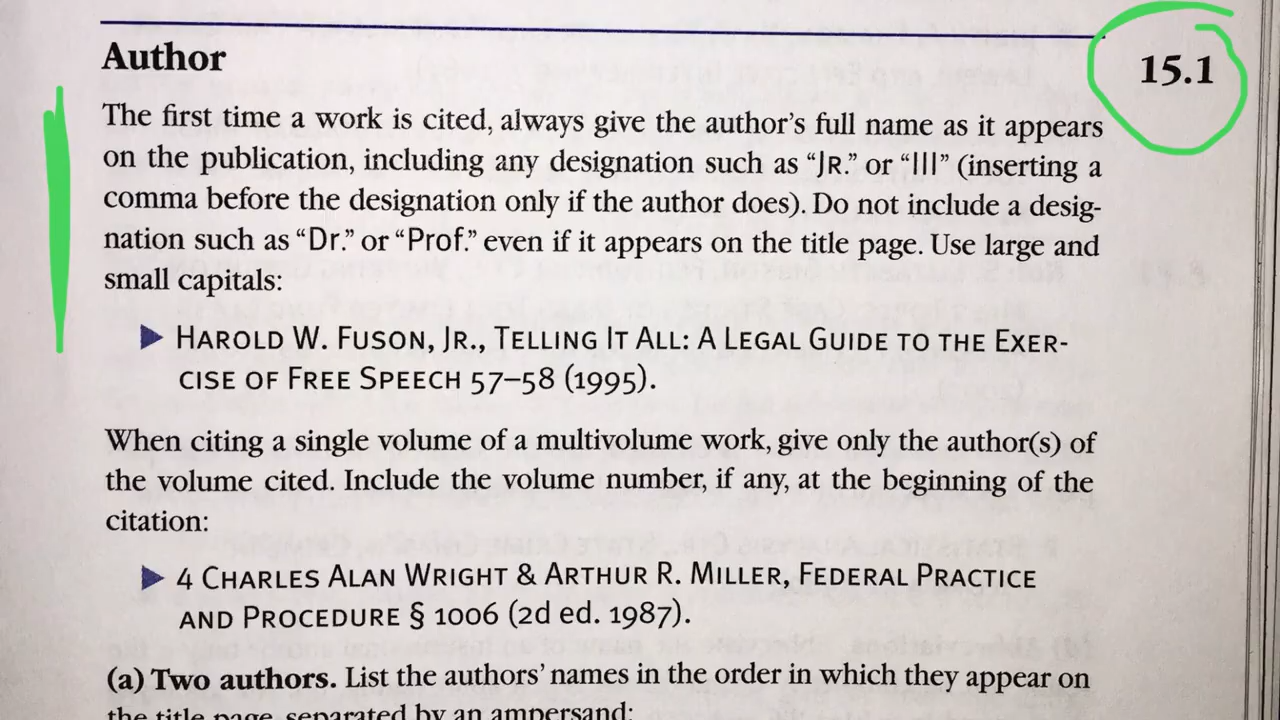 Author
15.1
The first time a work is cited, always give the author's full name as it appears
on the publication, including any designation such as “JR.” or “III” (inserting a
comma before the designation only if the author does). Do not include a desig-
nation such as “Dr.” or “Prof.” even if it appears on the title page. Use large and
small capitals:
▶ HAROLD W. FUSON, JR., TELLING IT ALL: A LEGAL GUIDE TO THE EXER-
CISE OF FREE SPEECH 57–58 (1995).
When citing a single volume of a multivolume work, give only the author(s) of
the volume cited. Include the volume number, if any, at the beginning of the
citation:
▶ 4 CHARLES ALAN WRIGHT & ARTHUR R. MILLER, FEDERAL PRACTICE
AND PROCEDURE § 1006 (2d ed. 1987).
(a) Two authors. List the authors' names in the order in which they appear on
the title page, separated by an ampersand: